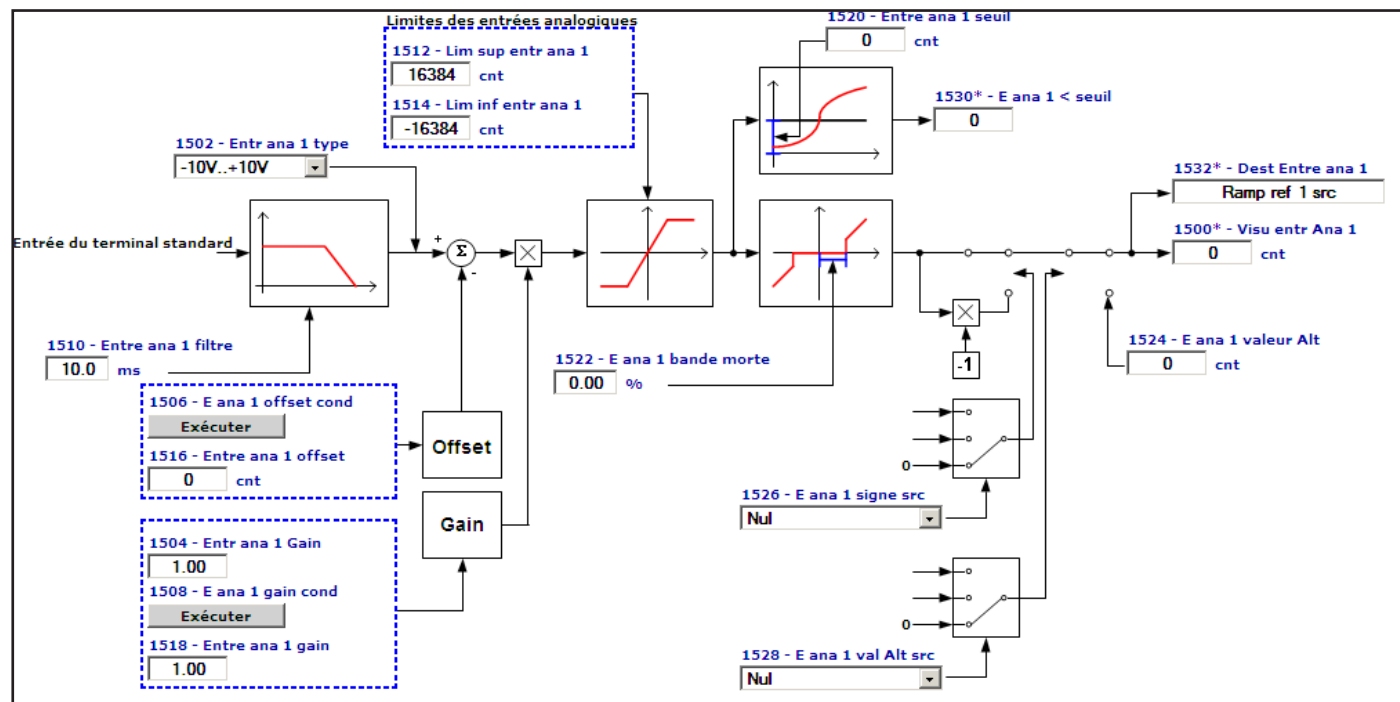 Limites des entrées analogiques
1520 - Entre ana 1 seuil
0 cnt
1512 - Lim sup entr ana 1
16384 cnt
1514 - Lim inf entr ana 1
-16384 cnt
1530* - E ana 1 < seuil
0
1502 - Entr ana 1 type
-10V..+10V
1532* - Dest Entre ana 1
Ramp ref 1 src
Entrée du terminal standard
+
Σ
-
1500* - Visu entr Ana 1
0 cnt
1510 - Entre ana 1 filtre
10.0 ms
1522 - E ana 1 bande morte
0.00 %
-1
1524 - E ana 1 valeur Alt
0 cnt
1506 - E ana 1 offset cond
Exécuter
1516 - Entre ana 1 offset
0 cnt
Offset
0
1526 - E ana 1 signe src
Nul
Gain
1504 - Entr ana 1 Gain
1.00
1508 - E ana 1 gain cond
Exécuter
1518 - Entre ana 1 gain
1.00
0
1528 - E ana 1 val Alt src
Nul